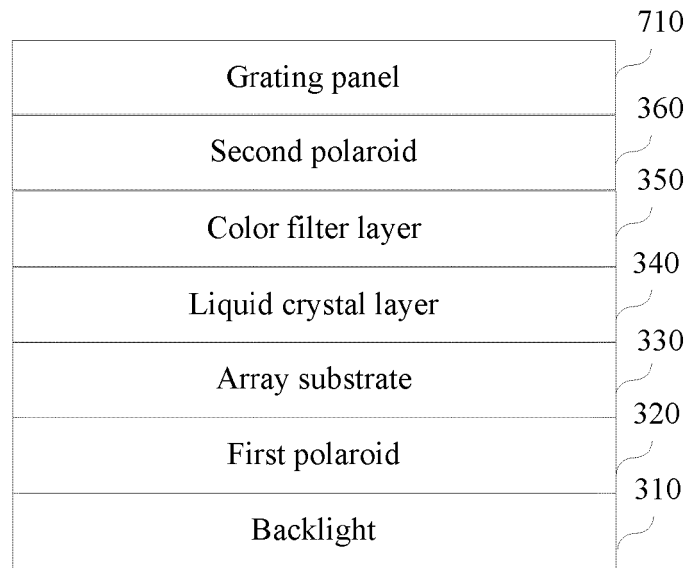 710
Grating panel
360
Second polaroid
350
Color filter layer
340
Liquid crystal layer
330
Array substrate
320
First polaroid
310
Backlight